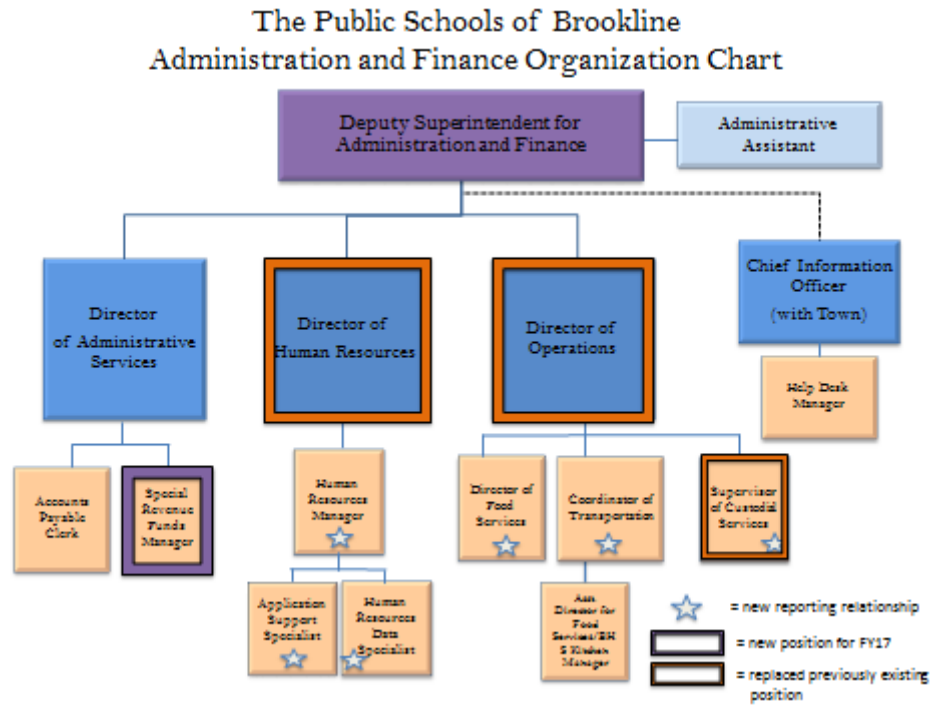 The Public Schools of Brookline
Administration and Finance Organization Chart
Deputy Superintendent for
Administration and Finance
Administrative
Assistant
Director
of Administrative
Services
Director of
Human Resources
Director of
Operations
Chief Information
Officer
(with Town)
Help Desk
Manager
Accounts
Payable
Clerk
Special
Revenue
Funds
Manager
Human
Resources
Manager
Director of
Food
Services
Coordinator of
Transportation
Supervisor
of Custodial
Services
Application
Support
Specialist
Human
Resources
Data
Specialist
Assn
Director for
Food
Services/BH
S Kitchen
Manager
= new reporting relationship
= new position for FY17
= replaced previously existing
position